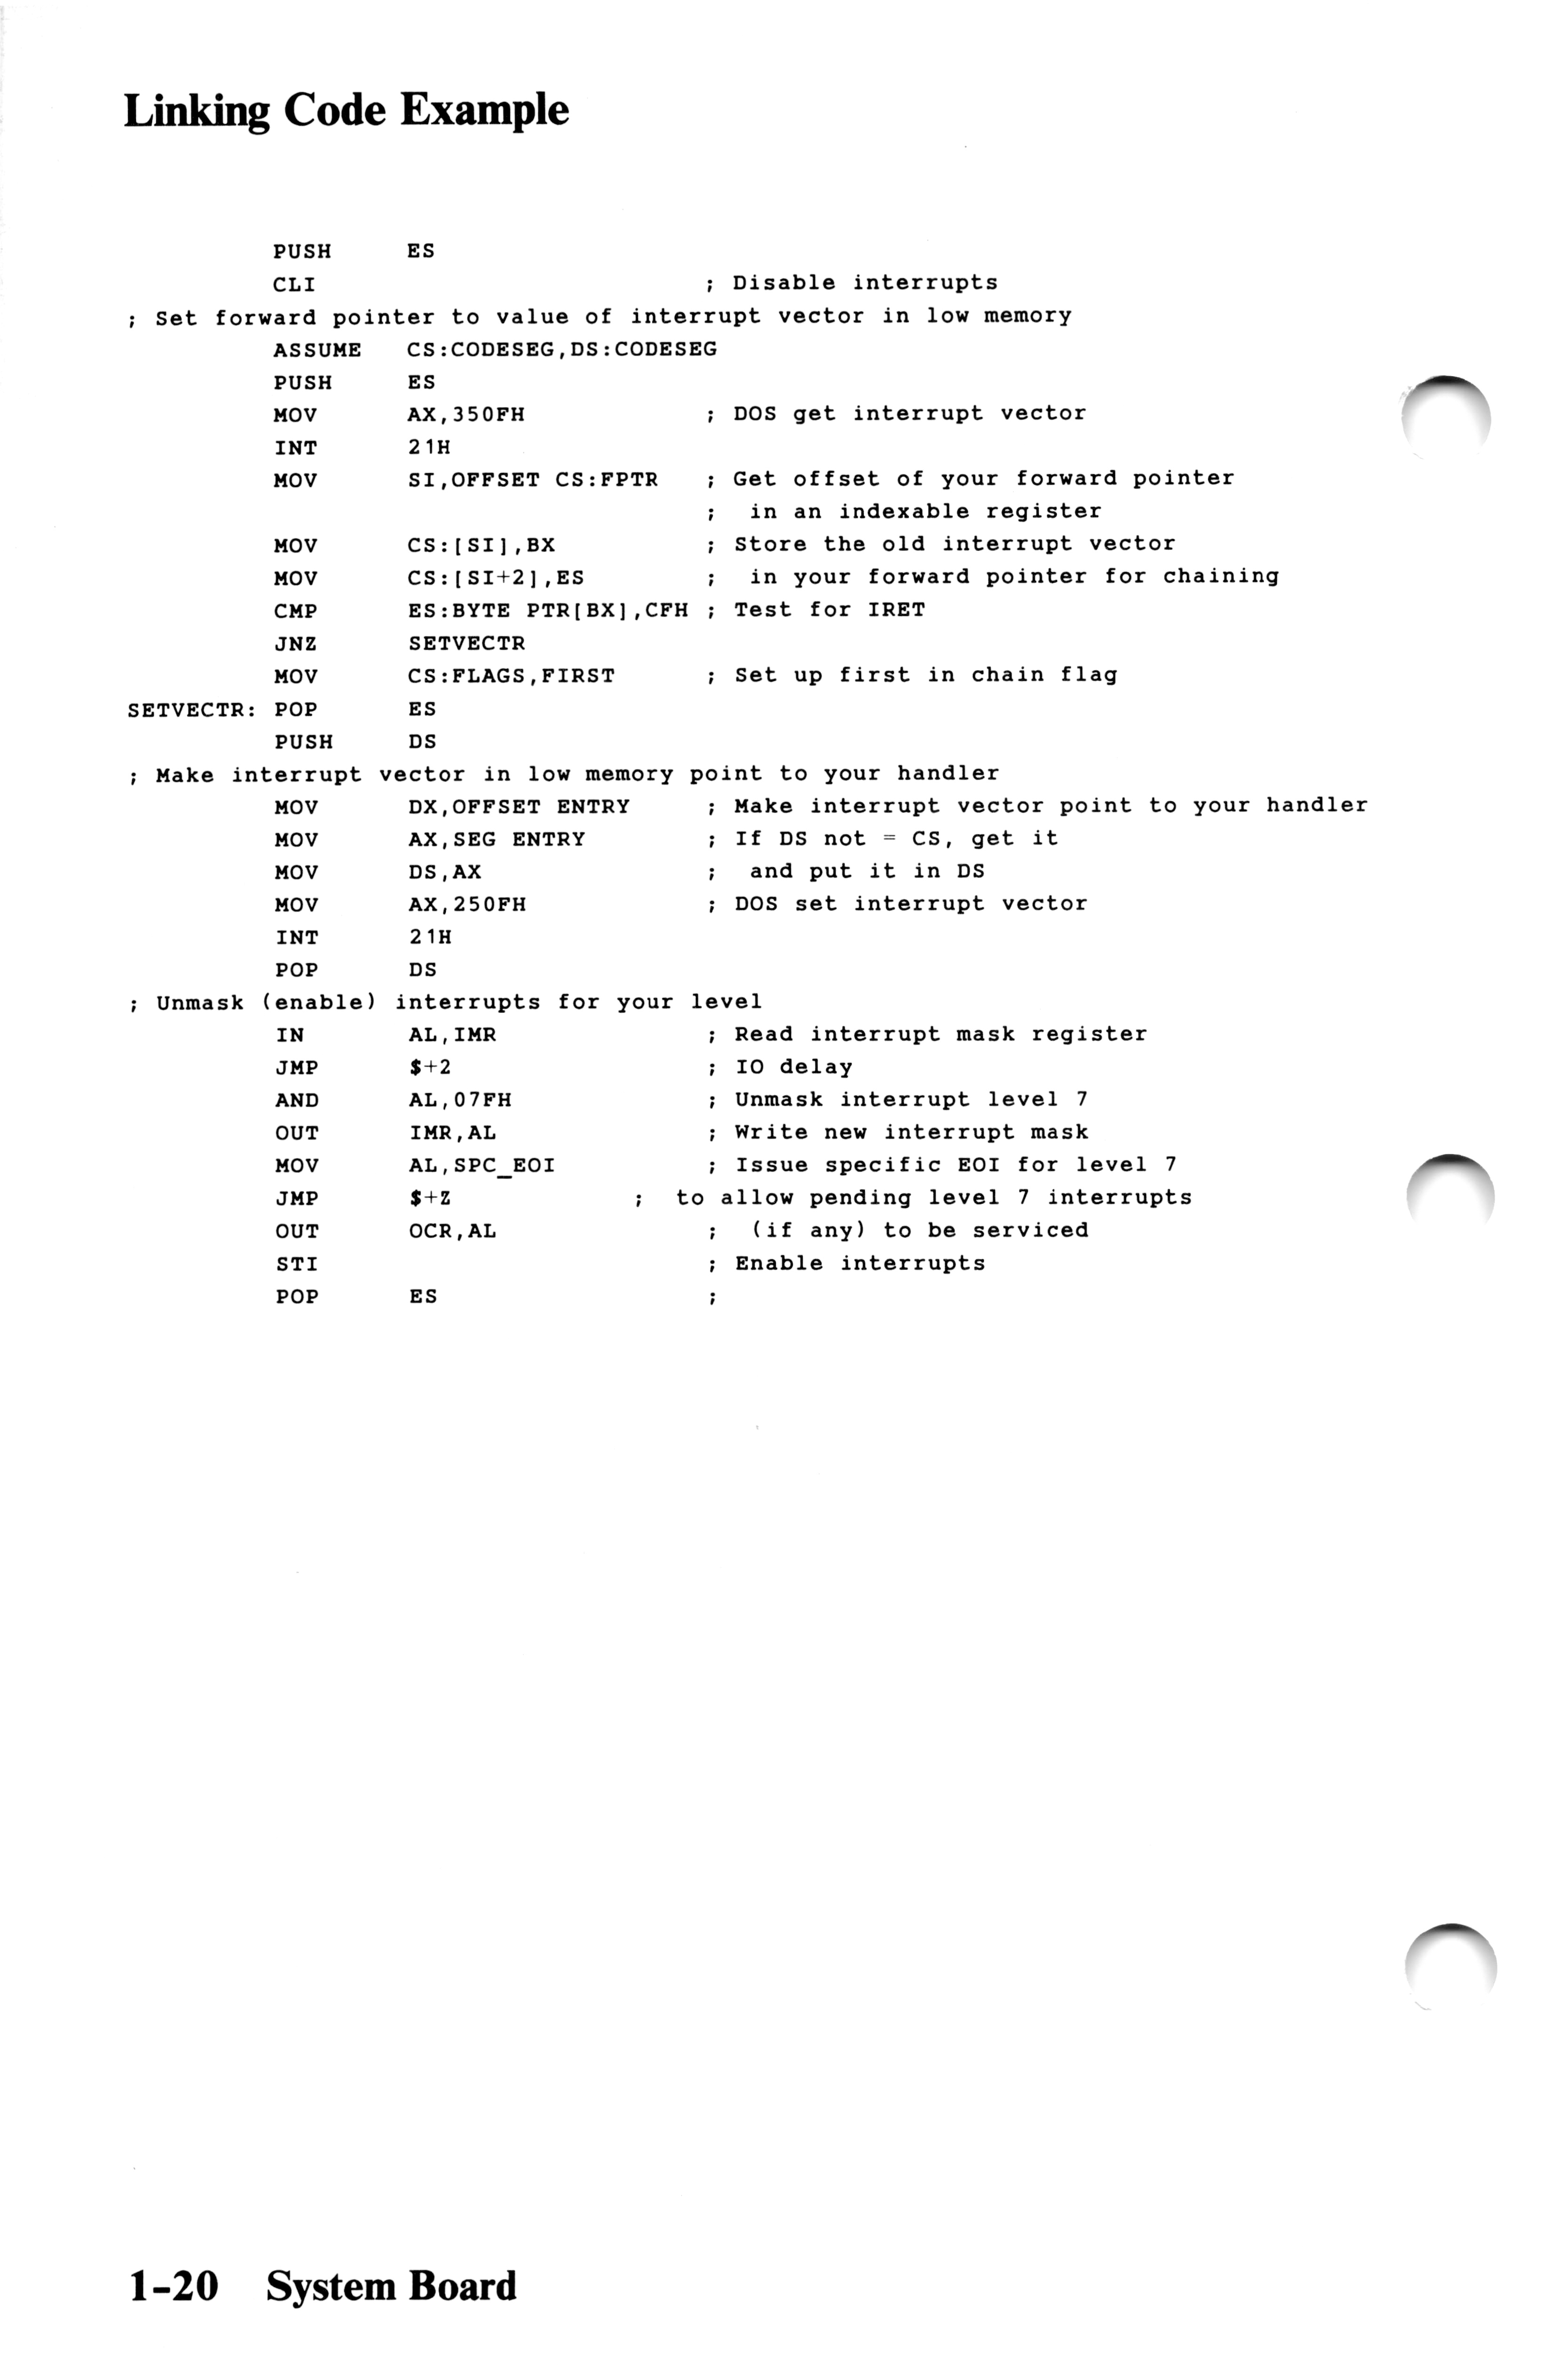 Linking Code Example
PUSH ES
CLI ; Disable interrupts
; Set forward pointer to value of interrupt vector in low memory
ASSUME CS:CODESEG,DS:CODESEG
PUSH ES
MOV AX,350FH ; DOS get interrupt vector
INT 21H
MOV SI,OFFSET CS:FPTR ; Get offset of your forward pointer
; in an indexable register
MOV CS:[SI],BX ; Store the old interrupt vector
MOV CS:[SI+2],ES ; in your forward pointer for chaining
CMP ES:BYTE PTR[BX],CFH ; Test for IRET
JNZ SETVECTR
MOV CS:FLAGS,FIRST ; Set up first in chain flag
SETVECTR: POP ES
PUSH DS
; Make interrupt vector in low memory point to your handler
MOV DX,OFFSET ENTRY ; Make interrupt vector point to your handler
MOV AX,SEG ENTRY ; If DS not = CS, get it
MOV DS,AX ; and put it in DS
MOV AX,250FH ; DOS set interrupt vector
INT 21H
POP DS
; Unmask (enable) interrupts for your level
IN AL,IMR ; Read interrupt mask register
JMP $+2 ; IO delay
AND AL,07FH ; Unmask interrupt level 7
OUT IMR,AL ; Write new interrupt mask
MOV AL,SPC_EOI ; Issue specific EOI for level 7
JMP $+Z ; to allow pending level 7 interrupts
OUT OCR,AL ; (if any) to be serviced
STI ; Enable interrupts
POP ES ;
1-20 System Board